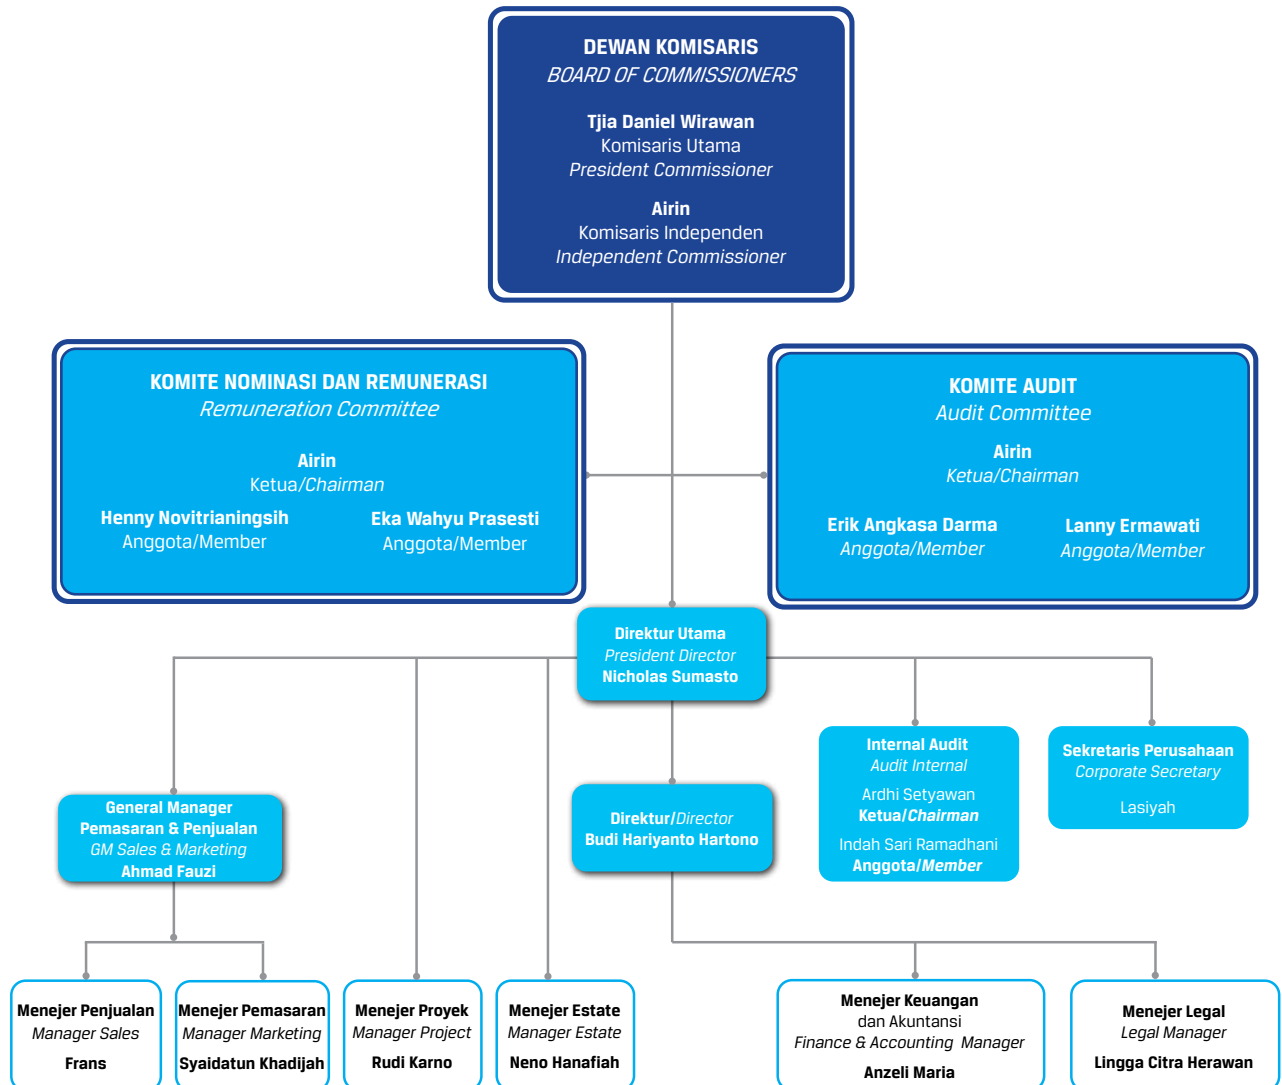 DEWAN KOMISARIS
BOARD OF COMMISSIONERS
Tjia Daniel Wirawan
Komisaris Utama
President Commissioner
Airin
Komisaris Independen
Independent Commissioner
KOMITE NOMINASI DAN REMUNERASI
Remuneration Committee
Airin
Ketua/Chairman
Henny Novitrianingsih
Anggota/Member
Eka Wahyu Prasesti
Anggota/Member
KOMITE AUDIT
Audit Committee
Airin
Ketua/Chairman
Erik Angkasa Darma
Anggota/Member
Lanny Ermawati
Anggota/Member
Direktur Utama
President Director
Nicholas Sumasto
General Manager
Pemasaran & Penjualan
GM Sales & Marketing
Ahmad Fauzi
Direktur/Director
Budi Hariyanto Hartono
Internal Audit
Audit Internal
Ardhi Setyawan
Ketua/Chairman
Indah Sari Ramadhani
Anggota/Member
Sekretaris Perusahaan
Corporate Secretary
Lasiyah
Menejer Penjualan
Manager Sales
Frans
Menejer Pemasaran
Manager Marketing
Syaidatun Khadijah
Menejer Proyek
Manager Project
Rudi Karno
Menejer Estate
Manager Estate
Neno Hanafiah
Menejer Keuangan
dan Akuntansi
Finance & Accounting Manager
Anzeli Maria
Menejer Legal
Legal Manager
Lingga Citra Herawan